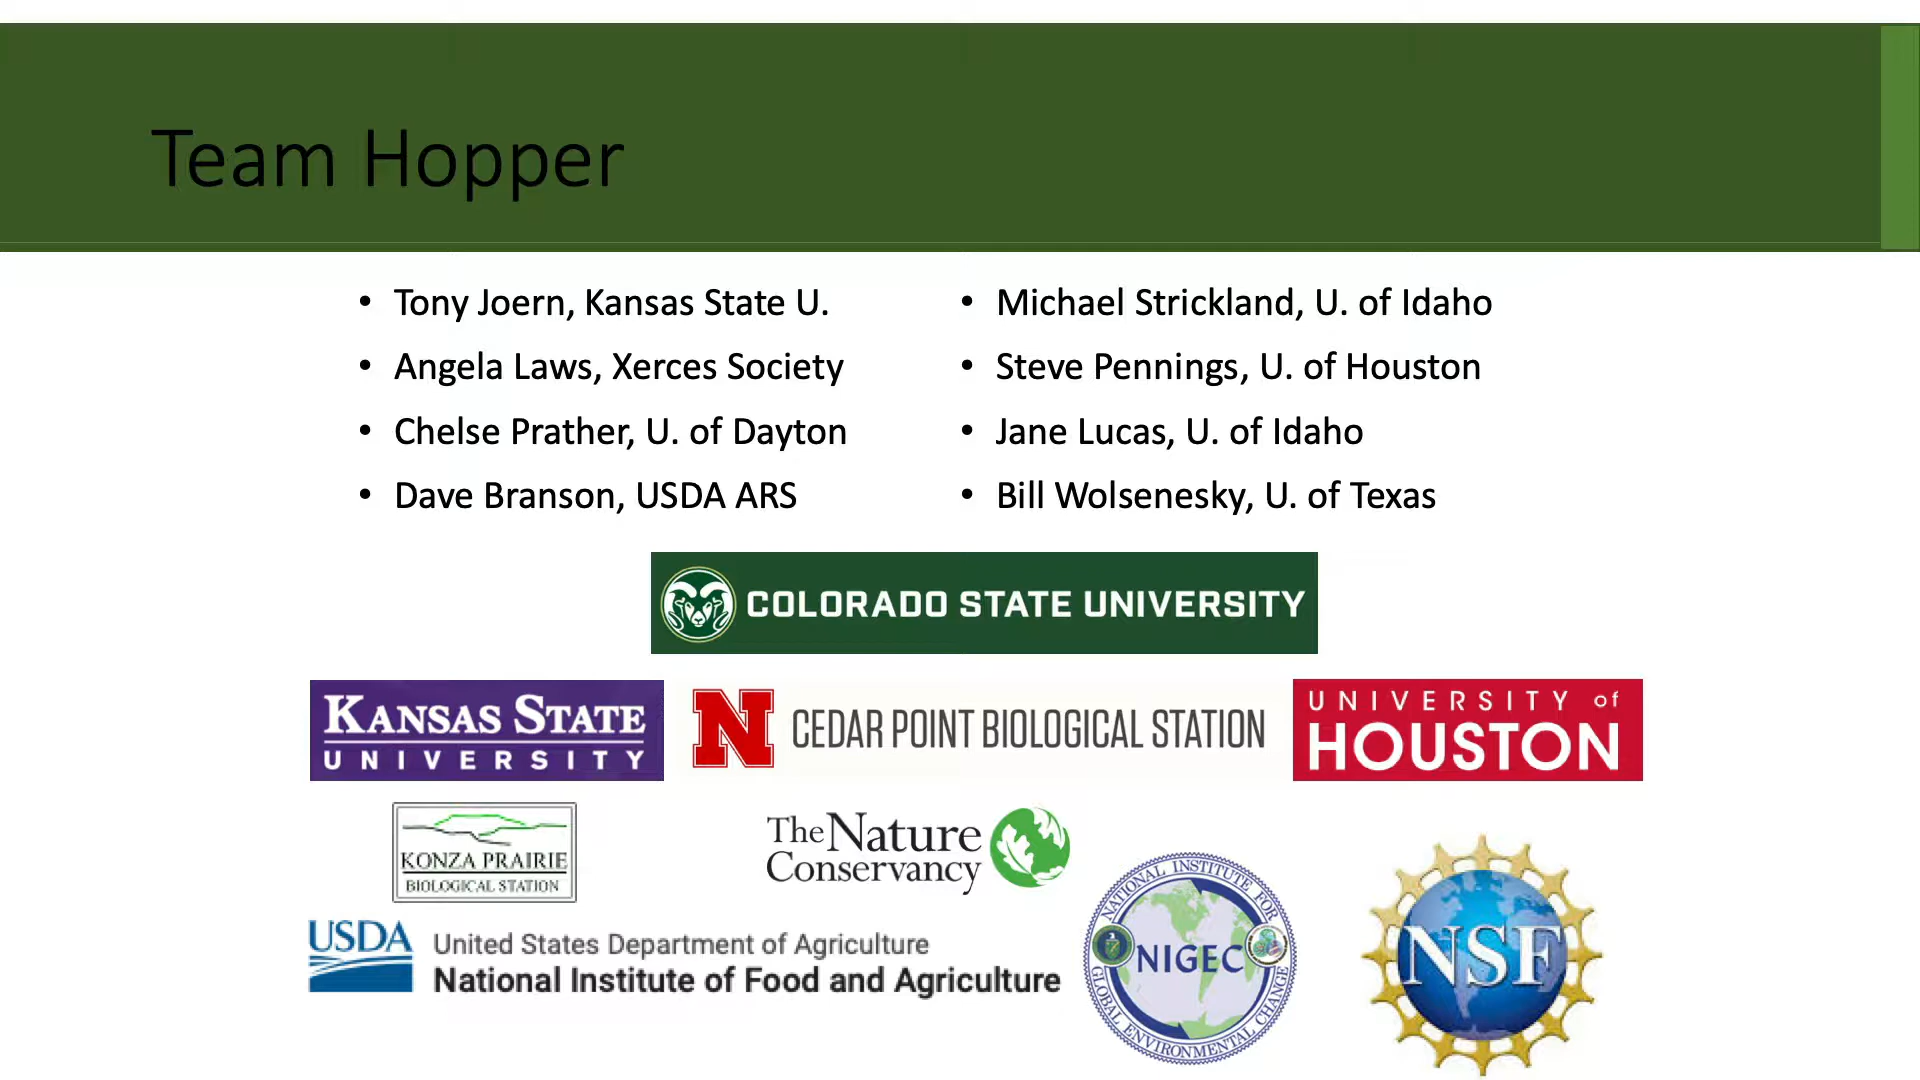 Team Hopper
• Tony Joern, Kansas State U.
• Angela Laws, Xerces Society
• Chelse Prather, U. of Dayton
• Dave Branson, USDA ARS
• Michael Strickland, U. of Idaho
• Steve Pennings, U. of Houston
• Jane Lucas, U. of Idaho
• Bill Wolsenesky, U. of Texas
COLORADO STATE UNIVERSITY
KANSAS STATE
UNIVERSITY
N CEDAR POINT BIOLOGICAL STATION
UNIVERSITY of
HOUSTON
KONZA PRAIRIE
BIOLOGICAL STATION
The Nature
Conservancy
USDA
United States Department of Agriculture
National Institute of Food and Agriculture
NATIONAL INSTITUTE FOR
NIGEC
GLOBAL ENVIRONMENTAL CHANGE
NSF